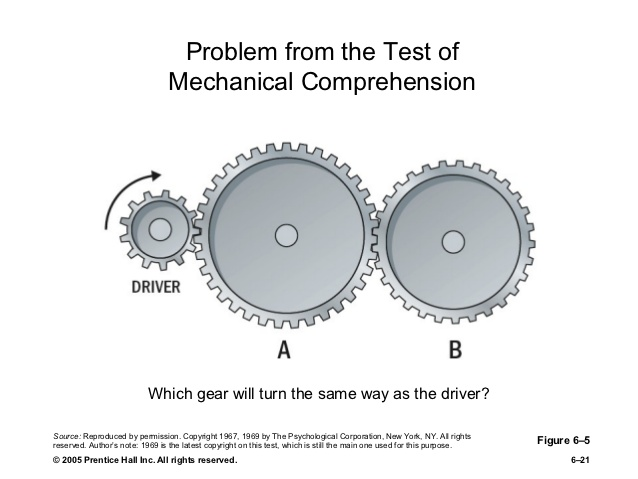 Problem from the Test of
Mechanical Comprehension
DRIVER
A
B
Which gear will turn the same way as the driver?
Source: Reproduced by permission. Copyright 1967, 1969 by The Psychological Corporation, New York, NY. All rights
reserved. Author's note: 1969 is the latest copyright on this test, which is still the main one used for this purpose.
Figure 6–5
© 2005 Prentice Hall Inc. All rights reserved.
6–21